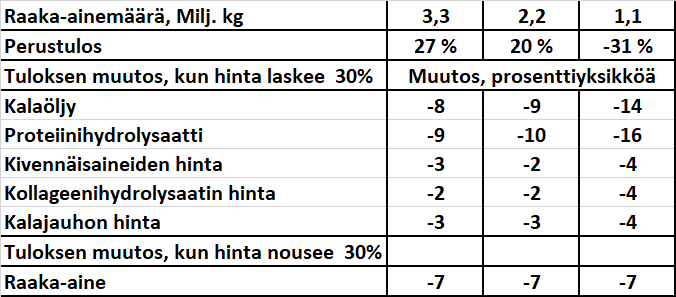 Raaka-ainemäärä, Milj. kg 3,3 2,2 1,1
Perustulos 27 % 20 % -31 %
Tuloksen muutos, kun hinta laskee 30% Muutos, prosenttiyksikköä
Kalaöljy -8 -9 -14
Proteiinihydrolysaatti -9 -10 -16
Kivennäisaineiden hinta -3 -2 -4
Kollageenihydrolysaatin hinta -2 -2 -4
Kalajauhon hinta -3 -3 -4
Tuloksen muutos, kun hinta nousee 30%
Raaka-aine -7 -7 -7